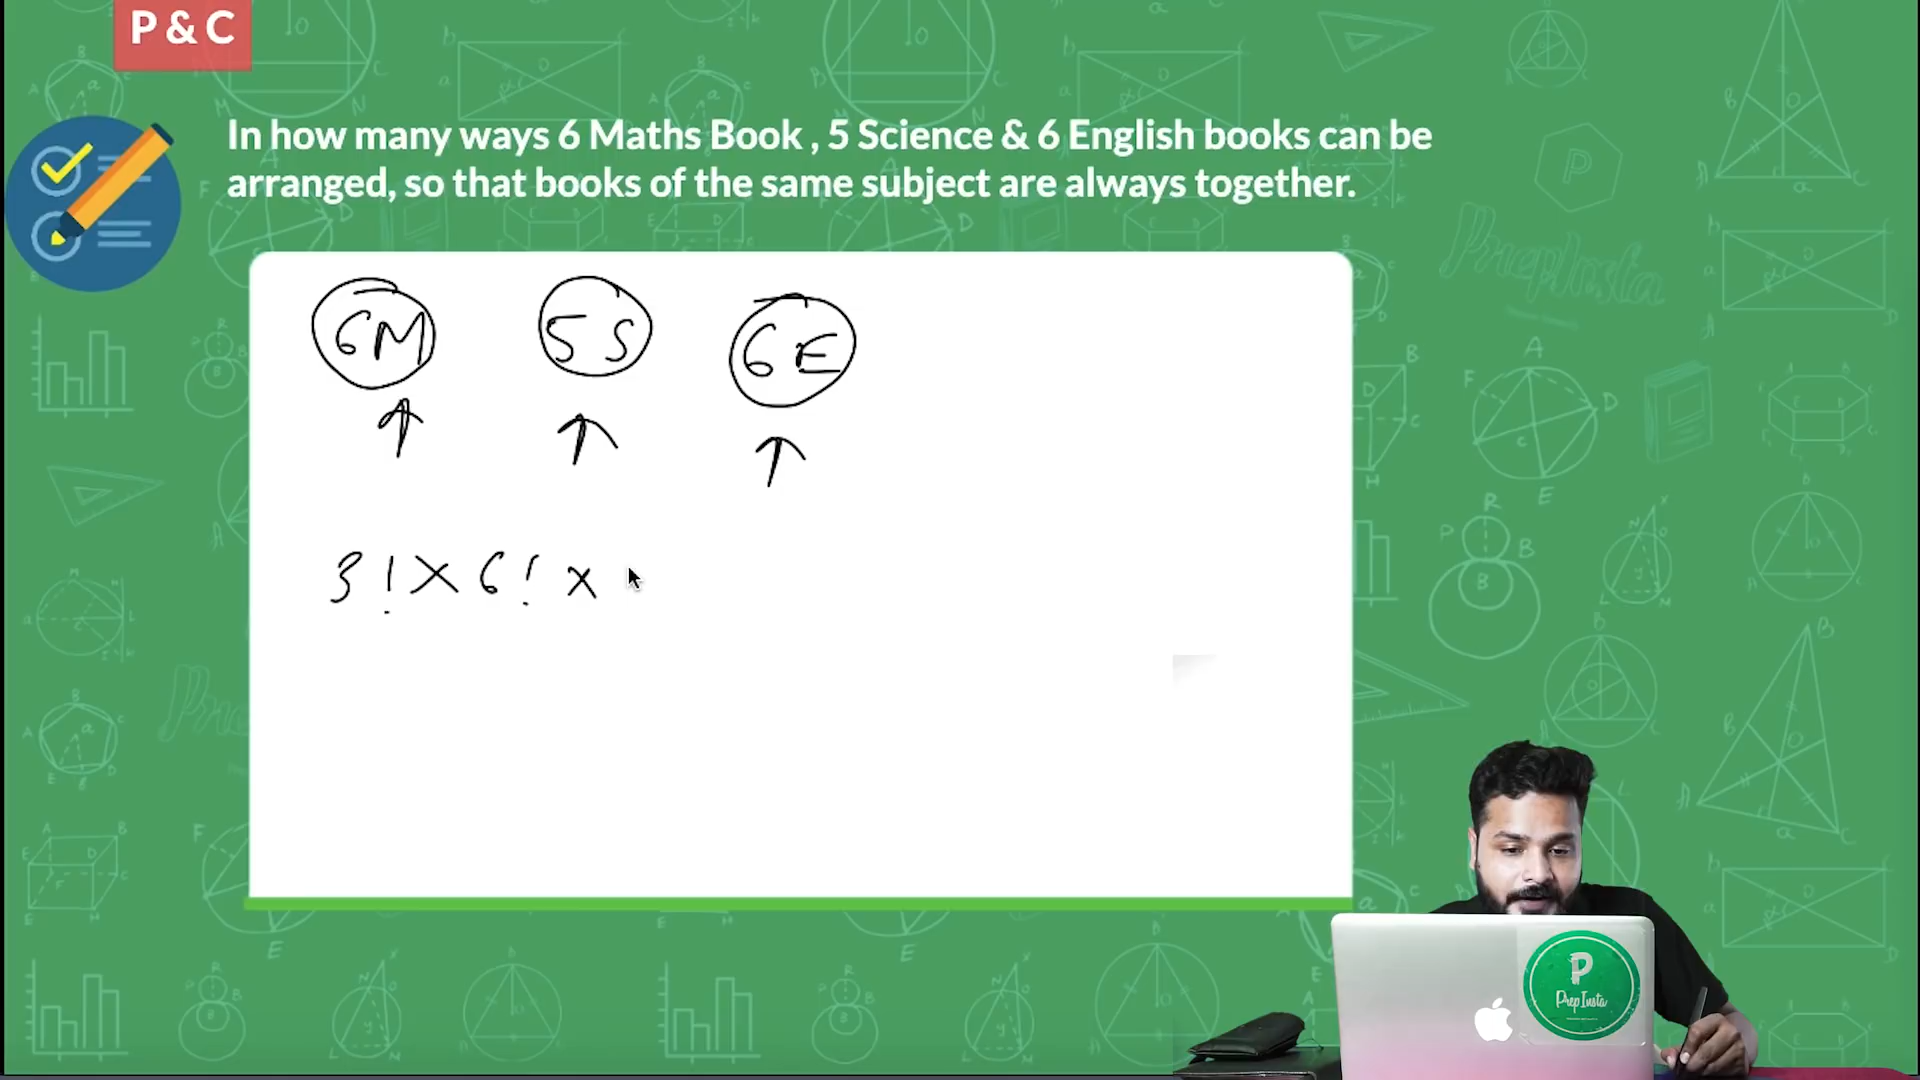 P & C
In how many ways 6 Maths Book , 5 Science & 6 English books can be
arranged, so that books of the same subject are always together.
6M 5S 6E
3! X 6! x
P
PrepInsta
PrepInsta